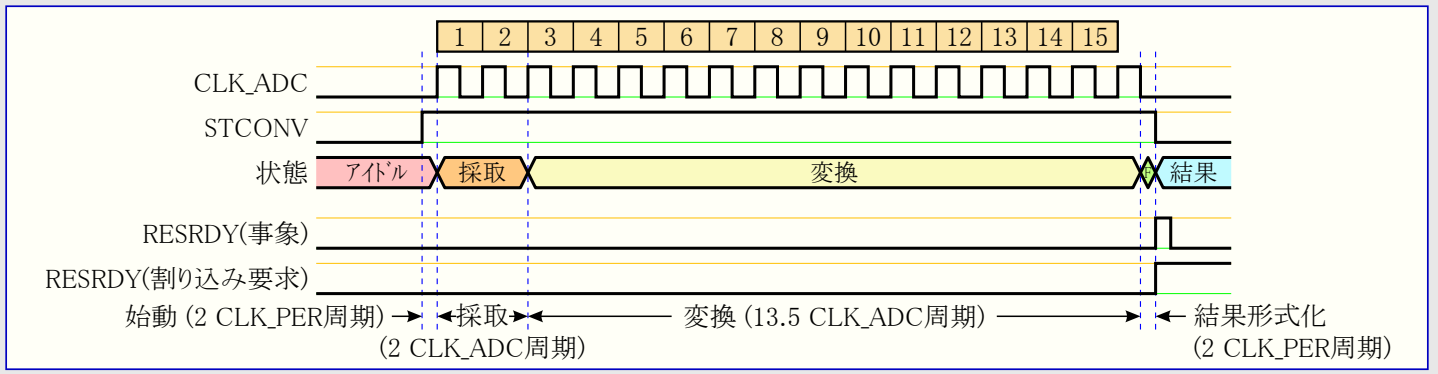 1 2 3 4 5 6 7 8 9 10 11 12 13 14 15
CLK_ADC
STCONV
状態 アイドル 採取 変換 F 結果
RESRDY(事象)
RESRDY(割り込み要求)
始動 (2 CLK_PER周期) 採取 変換 (13.5 CLK_ADC周期) 結果形式化
(2 CLK_ADC周期) (2 CLK_PER周期)